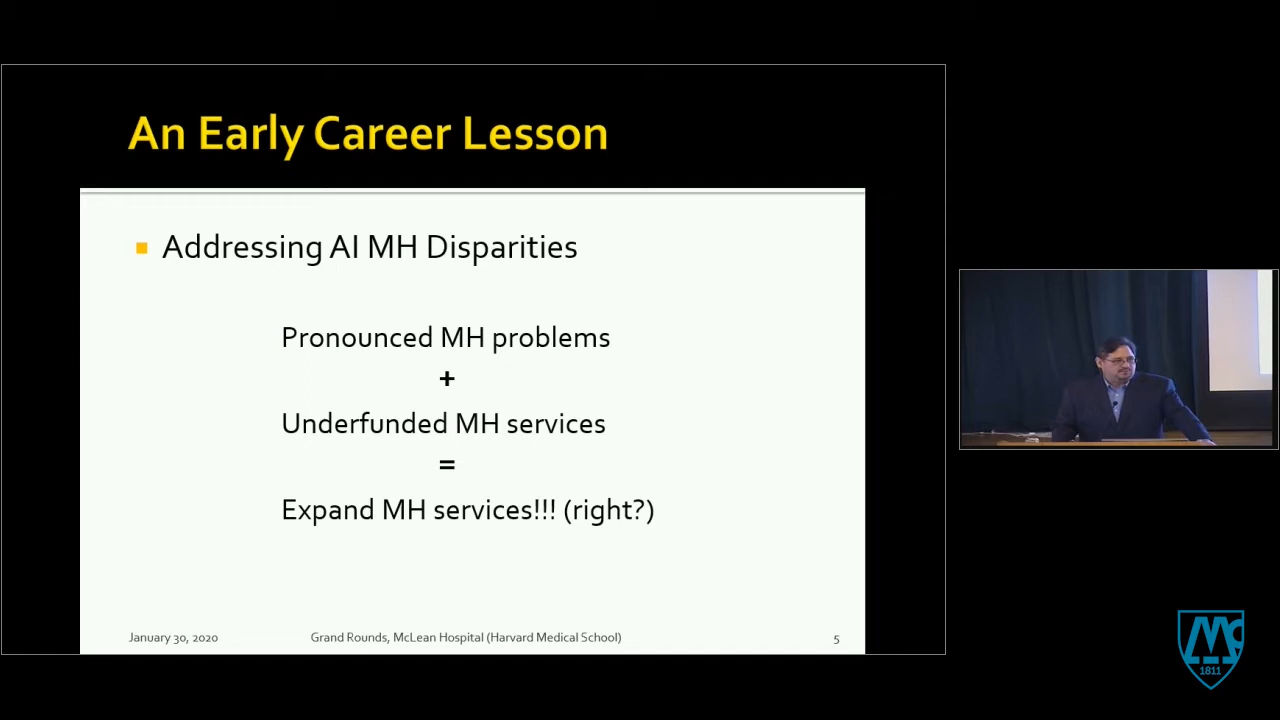 An Early Career Lesson
Addressing AI MH Disparities
Pronounced MH problems
+
Underfunded MH services
=
Expand MH services!!! (right?)
January 30, 2020
Grand Rounds, McLean Hospital (Harvard Medical School)
5
Mc
1811